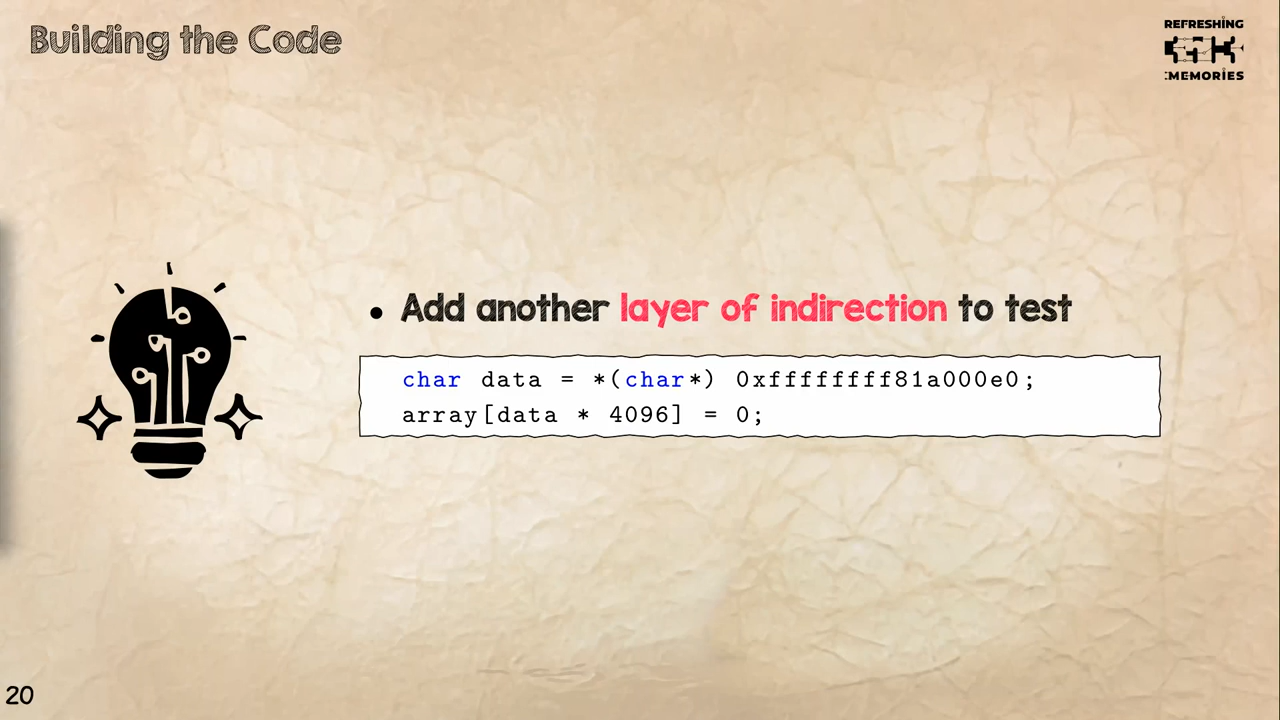 Building the Code
REFRESHING
MEMORIES
• Add another layer of indirection to test
char data = *(char*) 0xffffffff81a000e0;
array[data * 4096] = 0;
20